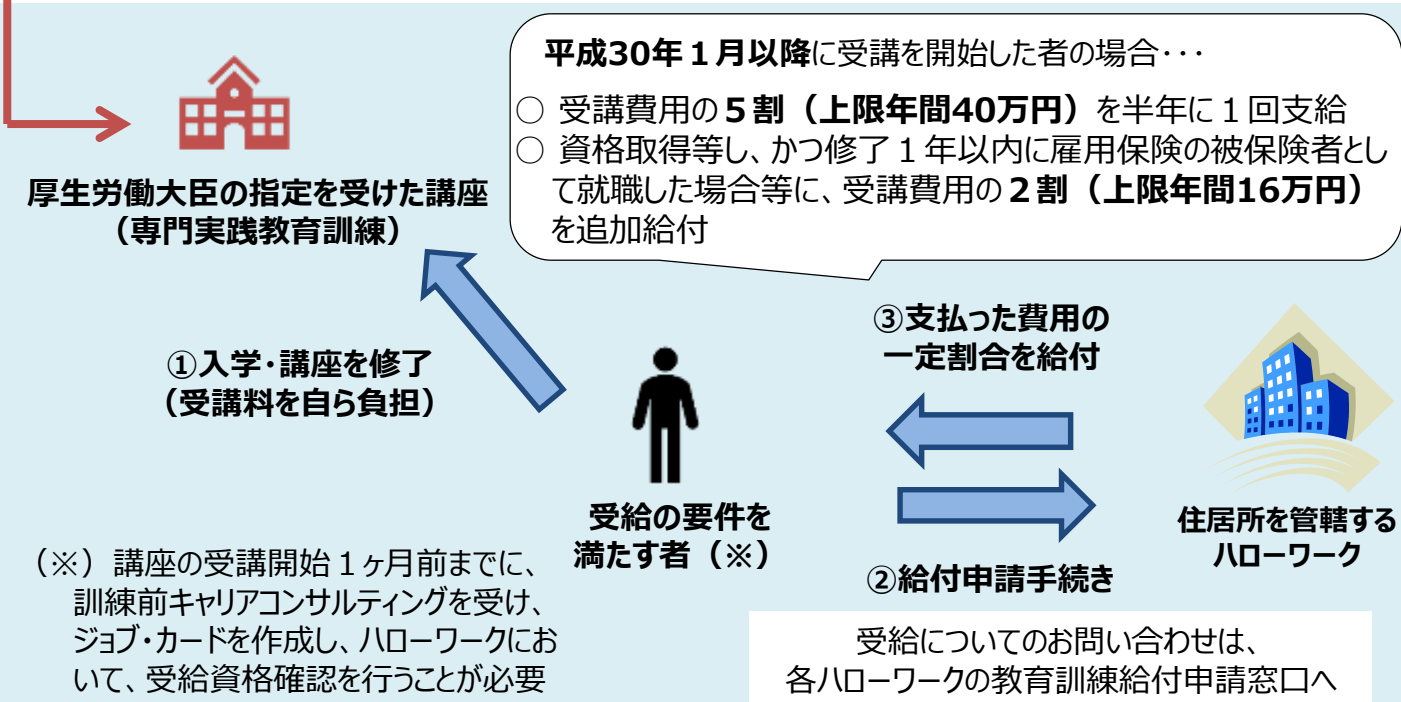 平成30年１月以降に受講を開始した者の場合・・・
○ 受講費用の５割（上限年間40万円）を半年に１回支給
○ 資格取得等し、かつ修了１年以内に雇用保険の被保険者とし
て就職した場合等に、受講費用の２割（上限年間16万円）
を追加給付
厚生労働大臣の指定を受けた講座
（専門実践教育訓練）
①入学・講座を修了
（受講料を自ら負担）
③支払った費用の
一定割合を給付
受給の要件を
満たす者（※）
②給付申請手続き
住居所を管轄する
ハローワーク
（※）講座の受講開始１ヶ月前までに、
訓練前キャリアコンサルティングを受け、
ジョブ・カードを作成し、ハローワークにお
いて、受給資格確認を行うことが必要
受給についてのお問い合わせは、
各ハローワークの教育訓練給付申請窓口へ